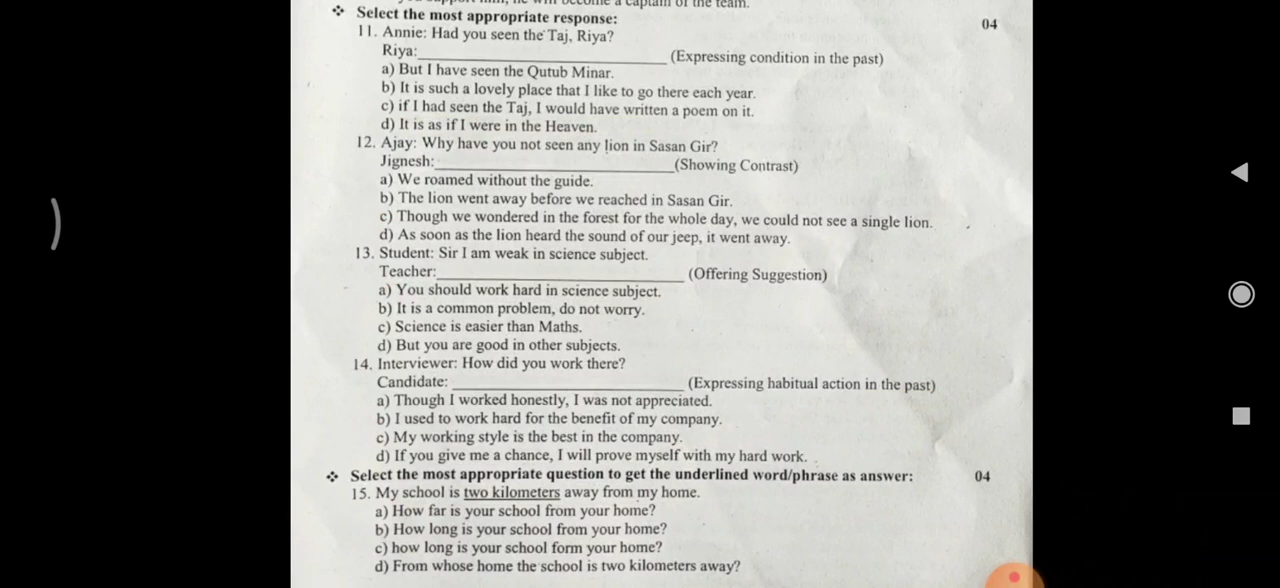 he will become a captain of the team.
❖ Select the most appropriate response: 04
11. Annie: Had you seen the Taj, Riya?
Riya:______________________________ (Expressing condition in the past)
a) But I have seen the Qutub Minar.
b) It is such a lovely place that I like to go there each year.
c) if I had seen the Taj, I would have written a poem on it.
d) It is as if I were in the Heaven.
12. Ajay: Why have you not seen any lion in Sasan Gir?
Jignesh:______________________________(Showing Contrast)
a) We roamed without the guide.
b) The lion went away before we reached in Sasan Gir.
c) Though we wondered in the forest for the whole day, we could not see a single lion.
d) As soon as the lion heard the sound of our jeep, it went away.
13. Student: Sir I am weak in science subject.
Teacher:______________________________ (Offering Suggestion)
a) You should work hard in science subject.
b) It is a common problem, do not worry.
c) Science is easier than Maths.
d) But you are good in other subjects.
14. Interviewer: How did you work there?
Candidate: ____________________________ (Expressing habitual action in the past)
a) Though I worked honestly, I was not appreciated.
b) I used to work hard for the benefit of my company.
c) My working style is the best in the company.
d) If you give me a chance, I will prove myself with my hard work.
❖ Select the most appropriate question to get the underlined word/phrase as answer: 04
15. My school is two kilometers away from my home.
a) How far is your school from your home?
b) How long is your school from your home?
c) how long is your school form your home?
d) From whose home the school is two kilometers away?